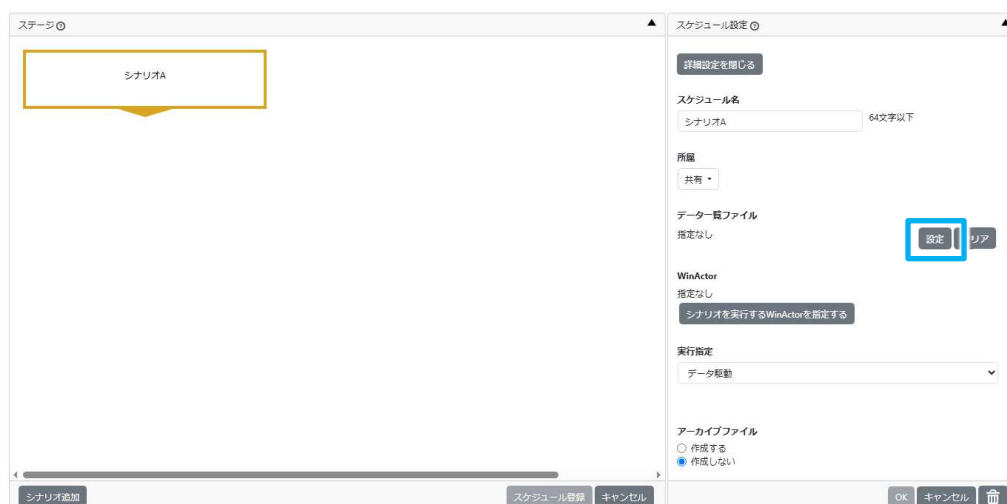 ステージ
シナリオA
シナリオ追加
スケジュール登録 キャンセル
スケジュール設定
詳細設定を閉じる
スケジュール名
シナリオA 64文字以下
所属
共有
データ一覧ファイル
指定なし
設定 リア
WinActor
指定なし
シナリオを実行するWinActorを指定する
実行指定
データ駆動
アーカイブファイル
作成する
作成しない
OK キャンセル